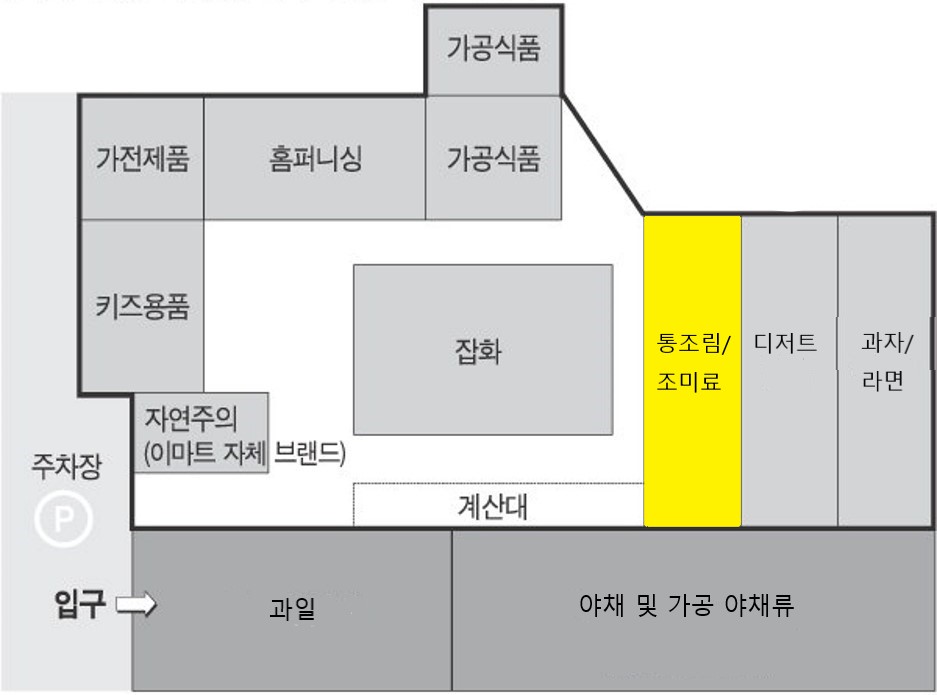 가공식품
가전제품
홈퍼니싱
가공식품
키즈용품
잡화
통조림/
조미료
디저트
과자/
라면
자연주의
(이마트 자체 브랜드)
주차장
P
계산대
입구
과일
야채 및 가공 야채류